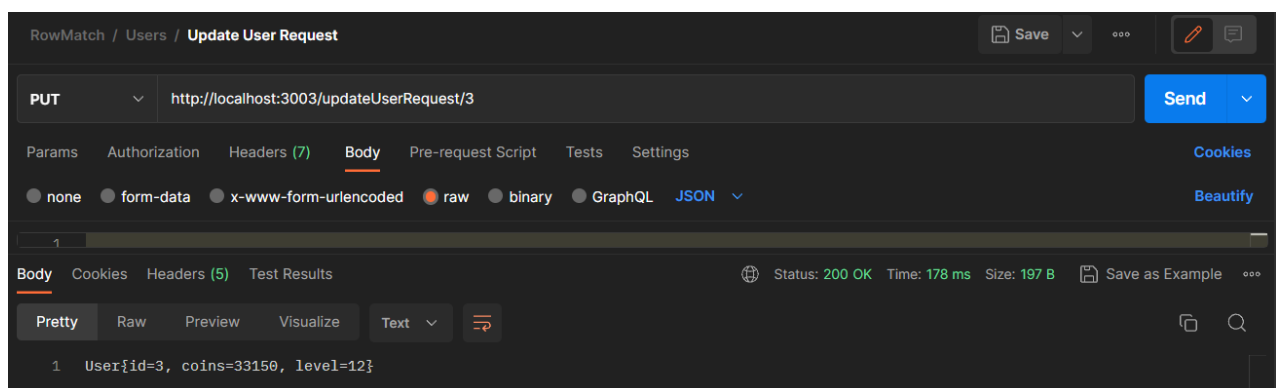 RowMatch / Users / Update User Request Save ooo
PUT http://localhost:3003/updateUserRequest/3 Send
Params Authorization Headers (7) Body Pre-request Script Tests Settings Cookies
none form-data x-www-form-urlencoded raw binary GraphQL JSON Beautify
1
Body Cookies Headers (5) Test Results Status: 200 OK Time: 178 ms Size: 197 B Save as Example ooo
Pretty Raw Preview Visualize Text
1 User{id=3, coins=33150, level=12}